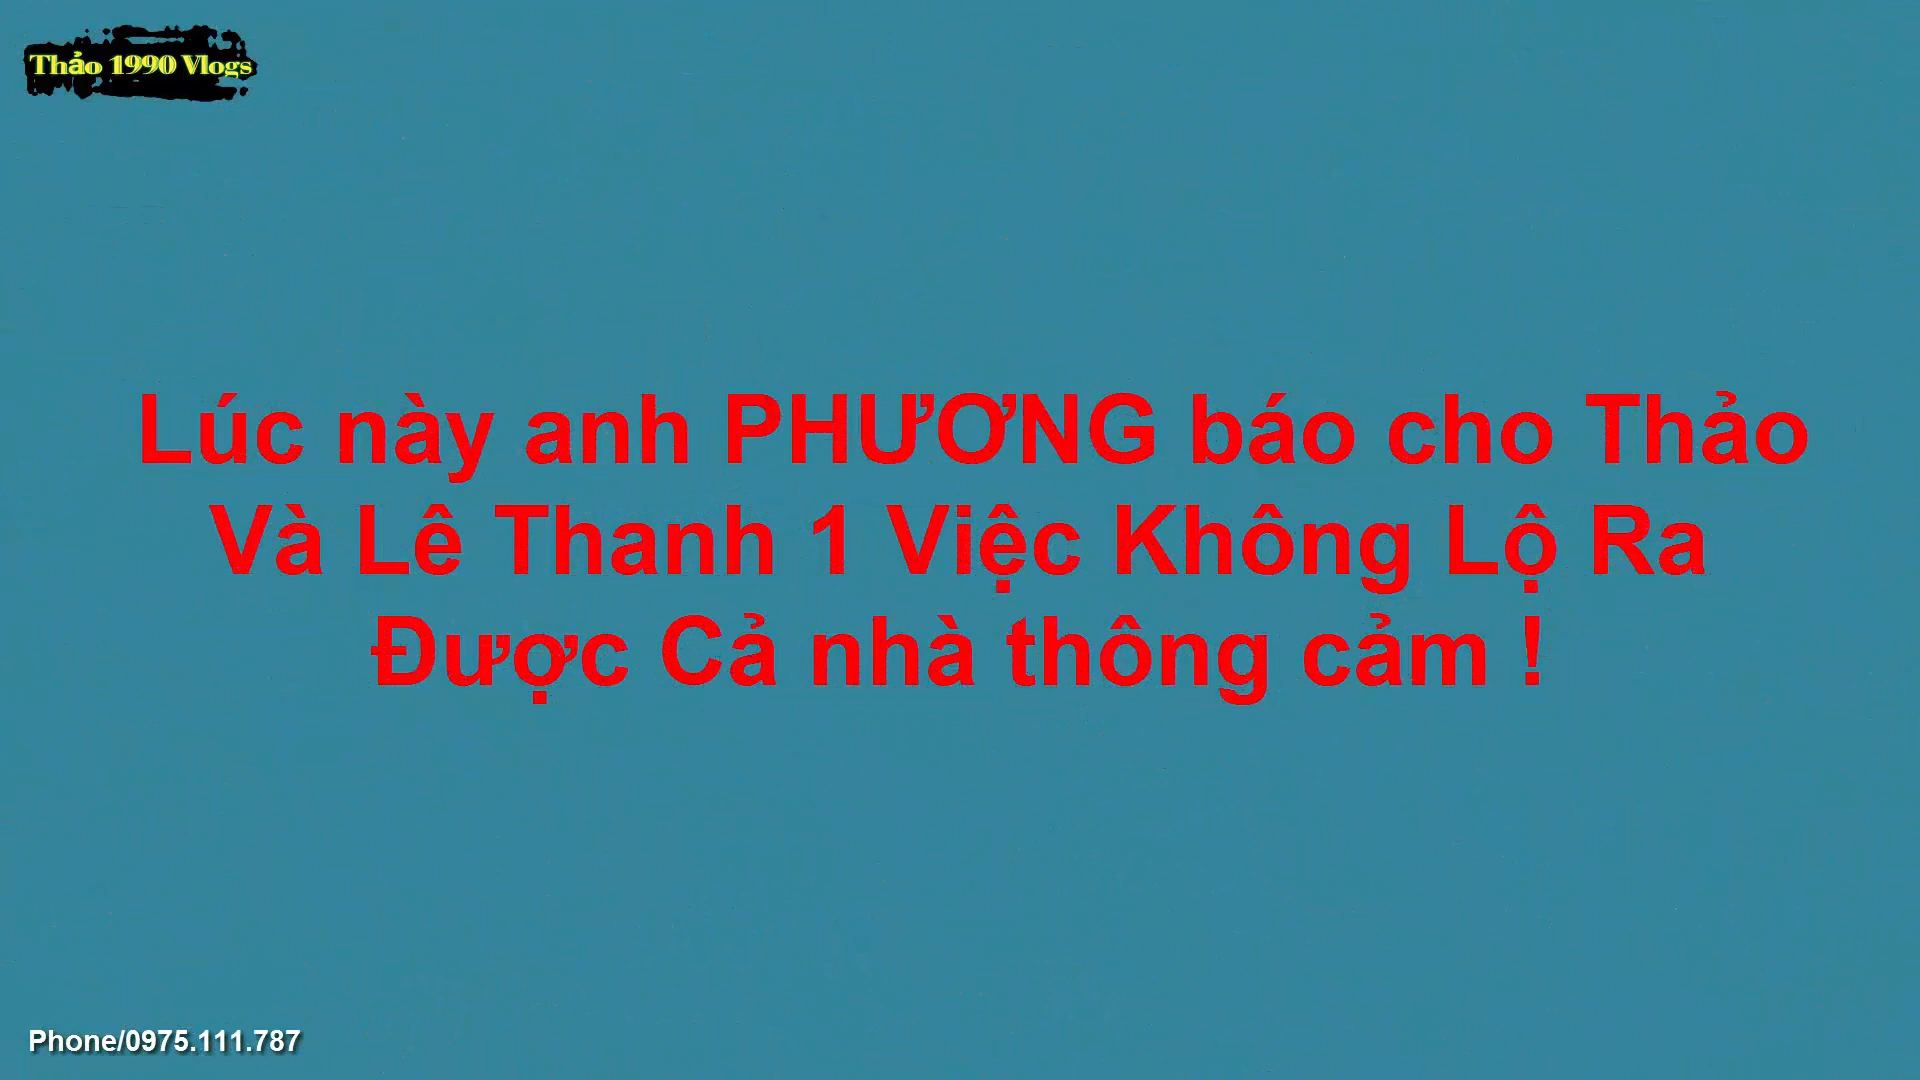 Thảo 1990 Vlogs
Lúc này anh PHƯƠNG báo cho Thảo
Và Lê Thanh 1 Việc Không Lộ Ra
Được Cả nhà thông cảm !
Phone/0975.111.787